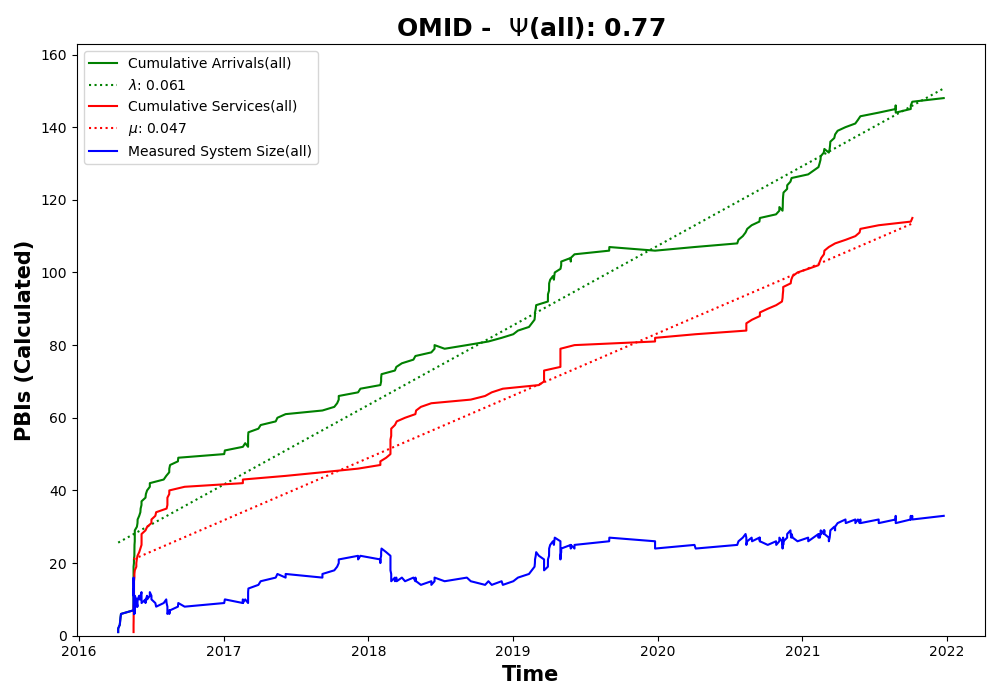 OMID -  Ψ(all): 0.77
Cumulative Arrivals(all)
λ: 0.061
Cumulative Services(all)
μ: 0.047
Measured System Size(all)
PBIs (Calculated)
160
140
120
100
80
60
40
20
0
2016 2017 2018 2019 2020 2021 2022
Time